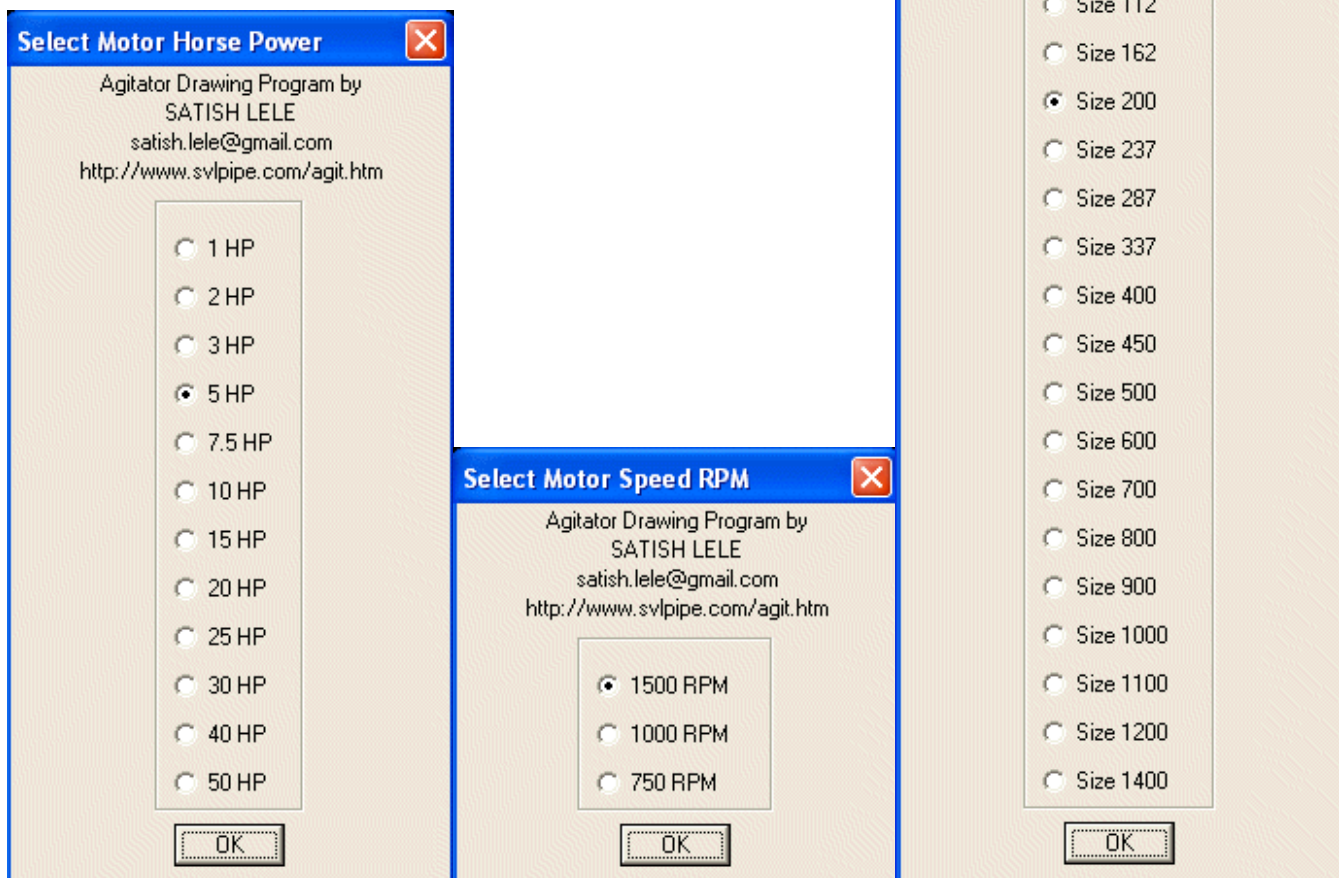 Select Motor Horse Power
Agitator Drawing Program by
SATISH LELE
satish.lele@gmail.com
http://www.svlpipe.com/agit.htm
1 HP
2 HP
3 HP
5 HP
7.5 HP
10 HP
15 HP
20 HP
25 HP
30 HP
40 HP
50 HP
OK
Select Motor Speed RPM
Agitator Drawing Program by
SATISH LELE
satish.lele@gmail.com
http://www.svlpipe.com/agit.htm
1500 RPM
1000 RPM
750 RPM
OK
Size 112
Size 162
Size 200
Size 237
Size 287
Size 337
Size 400
Size 450
Size 500
Size 600
Size 700
Size 800
Size 900
Size 1000
Size 1100
Size 1200
Size 1400
OK